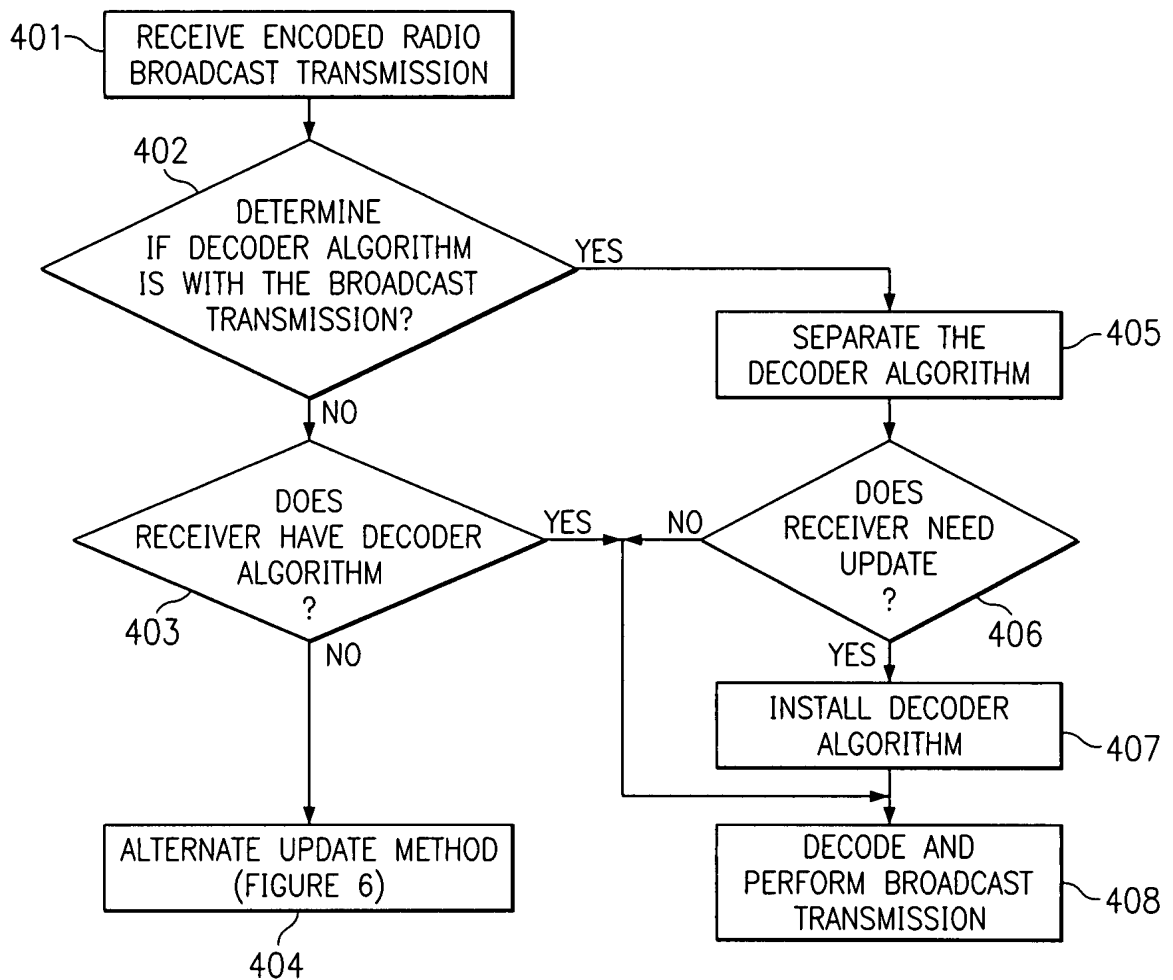 401
RECEIVE ENCODED RADIO
BROADCAST TRANSMISSION
402
DETERMINE
IF DECODER ALGORITHM
IS WITH THE BROADCAST
TRANSMISSION?
YES
NO
SEPARATE THE
DECODER ALGORITHM
405
DOES
RECEIVER HAVE DECODER
ALGORITHM
?
403
YES
NO
DOES
RECEIVER NEED
UPDATE
?
406
NO
YES
INSTALL DECODER
ALGORITHM
407
ALTERNATE UPDATE METHOD
(FIGURE 6)
404
DECODE AND
PERFORM BROADCAST
TRANSMISSION
408